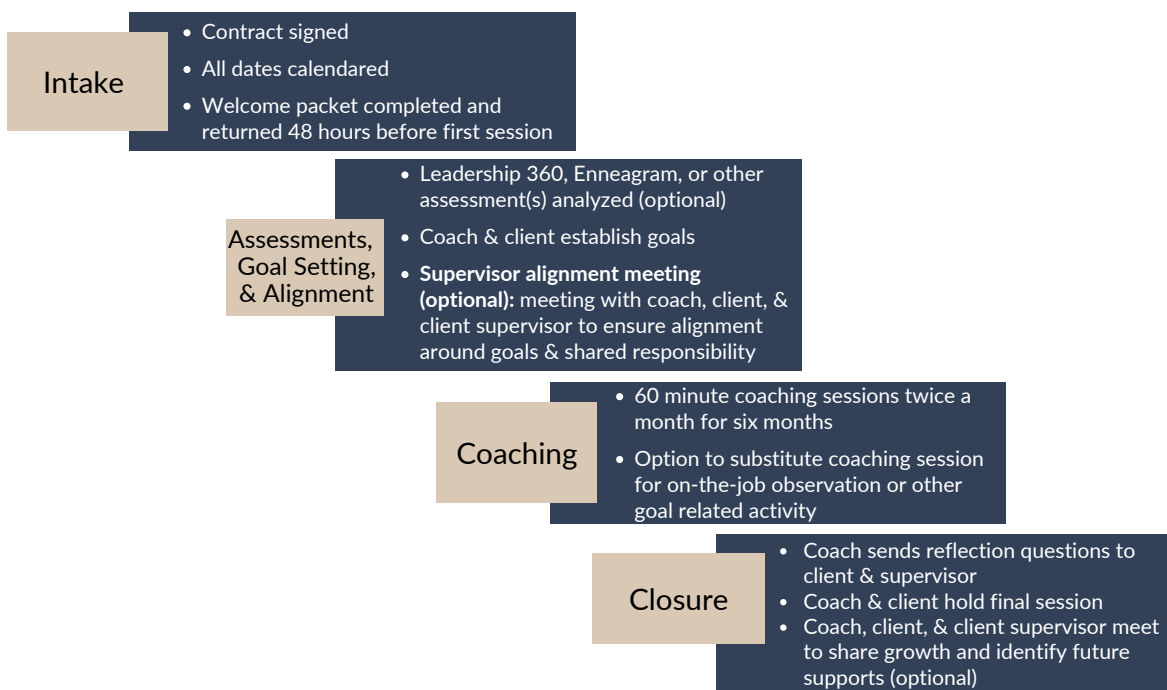 Intake
• Contract signed
• All dates calendared
• Welcome packet completed and
returned 48 hours before first session
Assessments,
Goal Setting,
& Alignment
• Leadership 360, Enneagram, or other
assessment(s) analyzed (optional)
• Coach & client establish goals
• Supervisor alignment meeting
(optional): meeting with coach, client, &
client supervisor to ensure alignment
around goals & shared responsibility
Coaching
• 60 minute coaching sessions twice a
month for six months
• Option to substitute coaching session
for on-the-job observation or other
goal related activity
Closure
• Coach sends reflection questions to
client & supervisor
• Coach & client hold final session
• Coach, client, & client supervisor meet
to share growth and identify future
supports (optional)